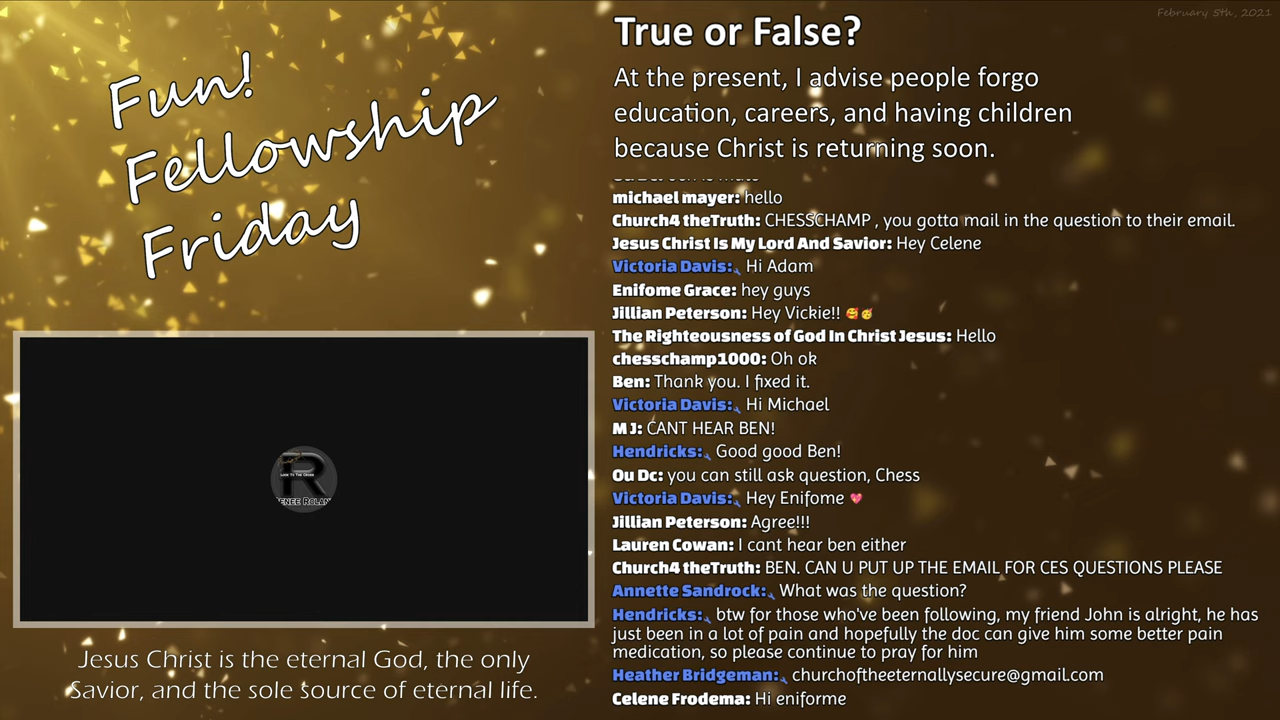 February 5th, 2021
Fun!
Fellowship
Friday
True or False?
At the present, I advise people forgo
education, careers, and having children
because Christ is returning soon.
michael mayer: hello
Church4 theTruth: CHESSCHAMP , you gotta mail in the question to their email.
Jesus Christ Is My Lord And Savior: Hey Celene
Victoria Davis: Hi Adam
Enifome Grace: hey guys
Jillian Peterson: Hey Vickie!! 🥰🥳
The Righteousness of God In Christ Jesus: Hello
chesschamp1000: Oh ok
Ben: Thank you. I fixed it.
Victoria Davis: Hi Michael
M J: CANT HEAR BEN!
Hendricks: Good good Ben!
Ou Dc: you can still ask question, Chess
Victoria Davis: Hey Enifome 💖
Jillian Peterson: Agree!!!
Lauren Cowan: I cant hear ben either
Church4 theTruth: BEN. CAN U PUT UP THE EMAIL FOR CES QUESTIONS PLEASE
Annette Sandrock: What was the question?
Hendricks: btw for those who've been following, my friend John is alright, he has
just been in a lot of pain and hopefully the doc can give him some better pain
medication, so please continue to pray for him
Heather Bridgeman: churchoftheeternallysecure@gmail.com
Celene Frodema: Hi eniforme
R
LOOK TO THE CROSS
Jesus Christ is the eternal God, the only
Savior, and the sole source of eternal life.